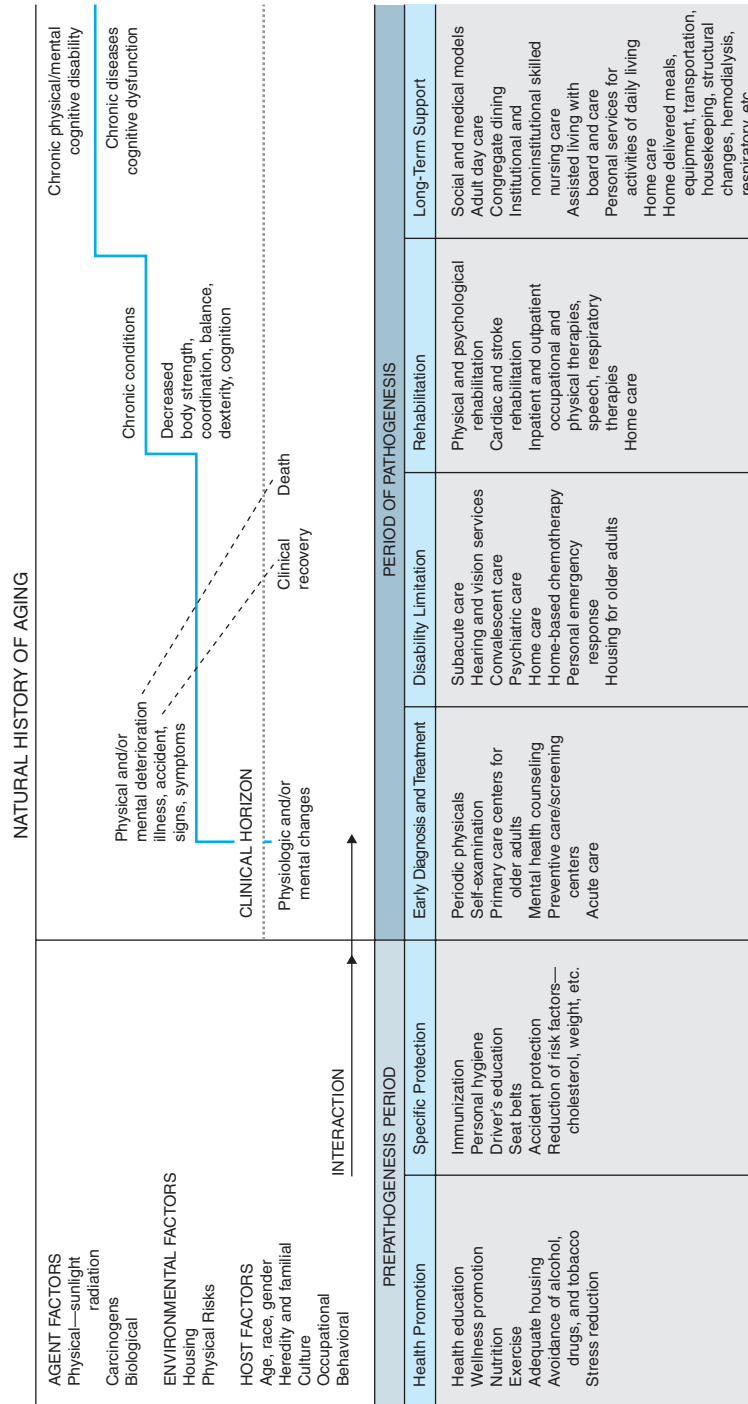 NATURAL HISTORY OF AGING
AGENT FACTORS
Physical—sunlight
radiation
Carcinogens
Biological
ENVIRONMENTAL FACTORS
Housing
Physical Risks
HOST FACTORS
Age, race, gender
Heredity and familial
Culture
Occupational
Behavioral
INTERACTION
Physical and/or
mental deterioration
illness, accident,
signs, symptoms
CLINICAL HORIZON
Physiologic and/or
mental changes
Clinical
recovery
Death
Chronic conditions
Decreased
body strength,
coordination, balance,
dexterity, cognition
Chronic physical/mental
cognitive disability
Chronic diseases
cognitive dysfunction
PREPATHOGENESIS PERIOD
PERIOD OF PATHOGENESIS
Health Promotion
Health education
Wellness promotion
Nutrition
Exercise
Adequate housing
Avoidance of alcohol,
drugs, and tobacco
Stress reduction
Specific Protection
Immunization
Personal hygiene
Driver's education
Seat belts
Accident protection
Reduction of risk factors—
cholesterol, weight, etc.
Early Diagnosis and Treatment
Periodic physicals
Self-examination
Primary care centers for
older adults
Mental health counseling
Preventive care/screening
centers
Acute care
Disability Limitation
Subacute care
Hearing and vision services
Convalescent care
Psychiatric care
Home care
Home-based chemotherapy
Personal emergency
response
Housing for older adults
Rehabilitation
Physical and psychological
rehabilitation
Cardiac and stroke
rehabilitation
Inpatient and outpatient
occupational and
physical therapies,
speech, respiratory
therapies
Home care
Long-Term Support
Social and medical models
Adult day care
Congregate dining
Institutional and
noninstitutional skilled
nursing care
Assisted living with
board and care
Personal services for
activities of daily living
Home care
Home delivered meals,
equipment, transportation,
housekeeping, structural
changes, hemodialysis,
respiratory, etc.